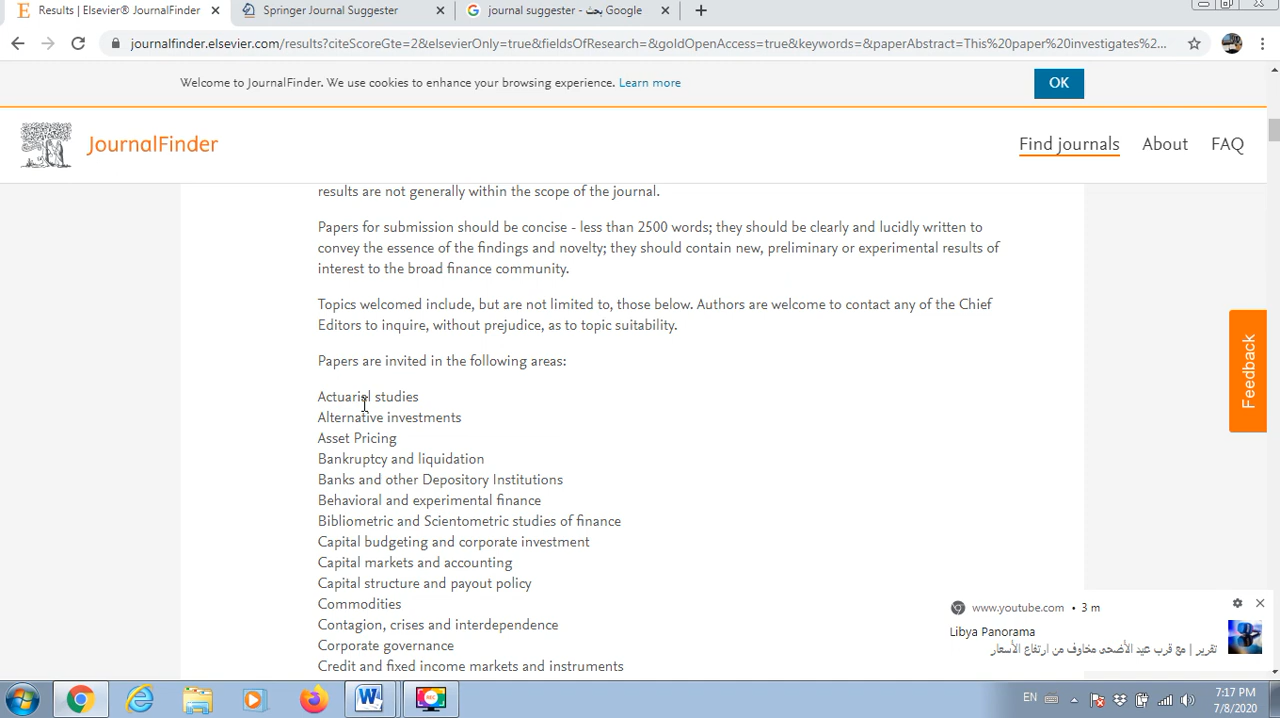 Results | Elsevier® JournalFinder
Springer Journal Suggester
journal suggester - بحث Google
journalfinder.elsevier.com/results?citeScoreGte=2&elsevierOnly=true&fieldsOfResearch=&goldOpenAccess=true&keywords=&paperAbstract=This%20paper%20investigates%2...
Welcome to JournalFinder. We use cookies to enhance your browsing experience. Learn more
OK
JournalFinder
Find journals
About
FAQ
results are not generally within the scope of the journal.
Papers for submission should be concise - less than 2500 words; they should be clearly and lucidly written to
convey the essence of the findings and novelty; they should contain new, preliminary or experimental results of
interest to the broad finance community.
Topics welcomed include, but are not limited to, those below. Authors are welcome to contact any of the Chief
Editors to inquire, without prejudice, as to topic suitability.
Papers are invited in the following areas:
Actuarial studies
Alternative investments
Asset Pricing
Bankruptcy and liquidation
Banks and other Depository Institutions
Behavioral and experimental finance
Bibliometric and Scientometric studies of finance
Capital budgeting and corporate investment
Capital markets and accounting
Capital structure and payout policy
Commodities
Contagion, crises and interdependence
Corporate governance
Credit and fixed income markets and instruments
Feedback
www.youtube.com • 3 m
Libya Panorama
تقرير | مع قرب عيد الأضحى مخاوف من ارتفاع الأسعار
EN
7:17 PM
7/8/2020